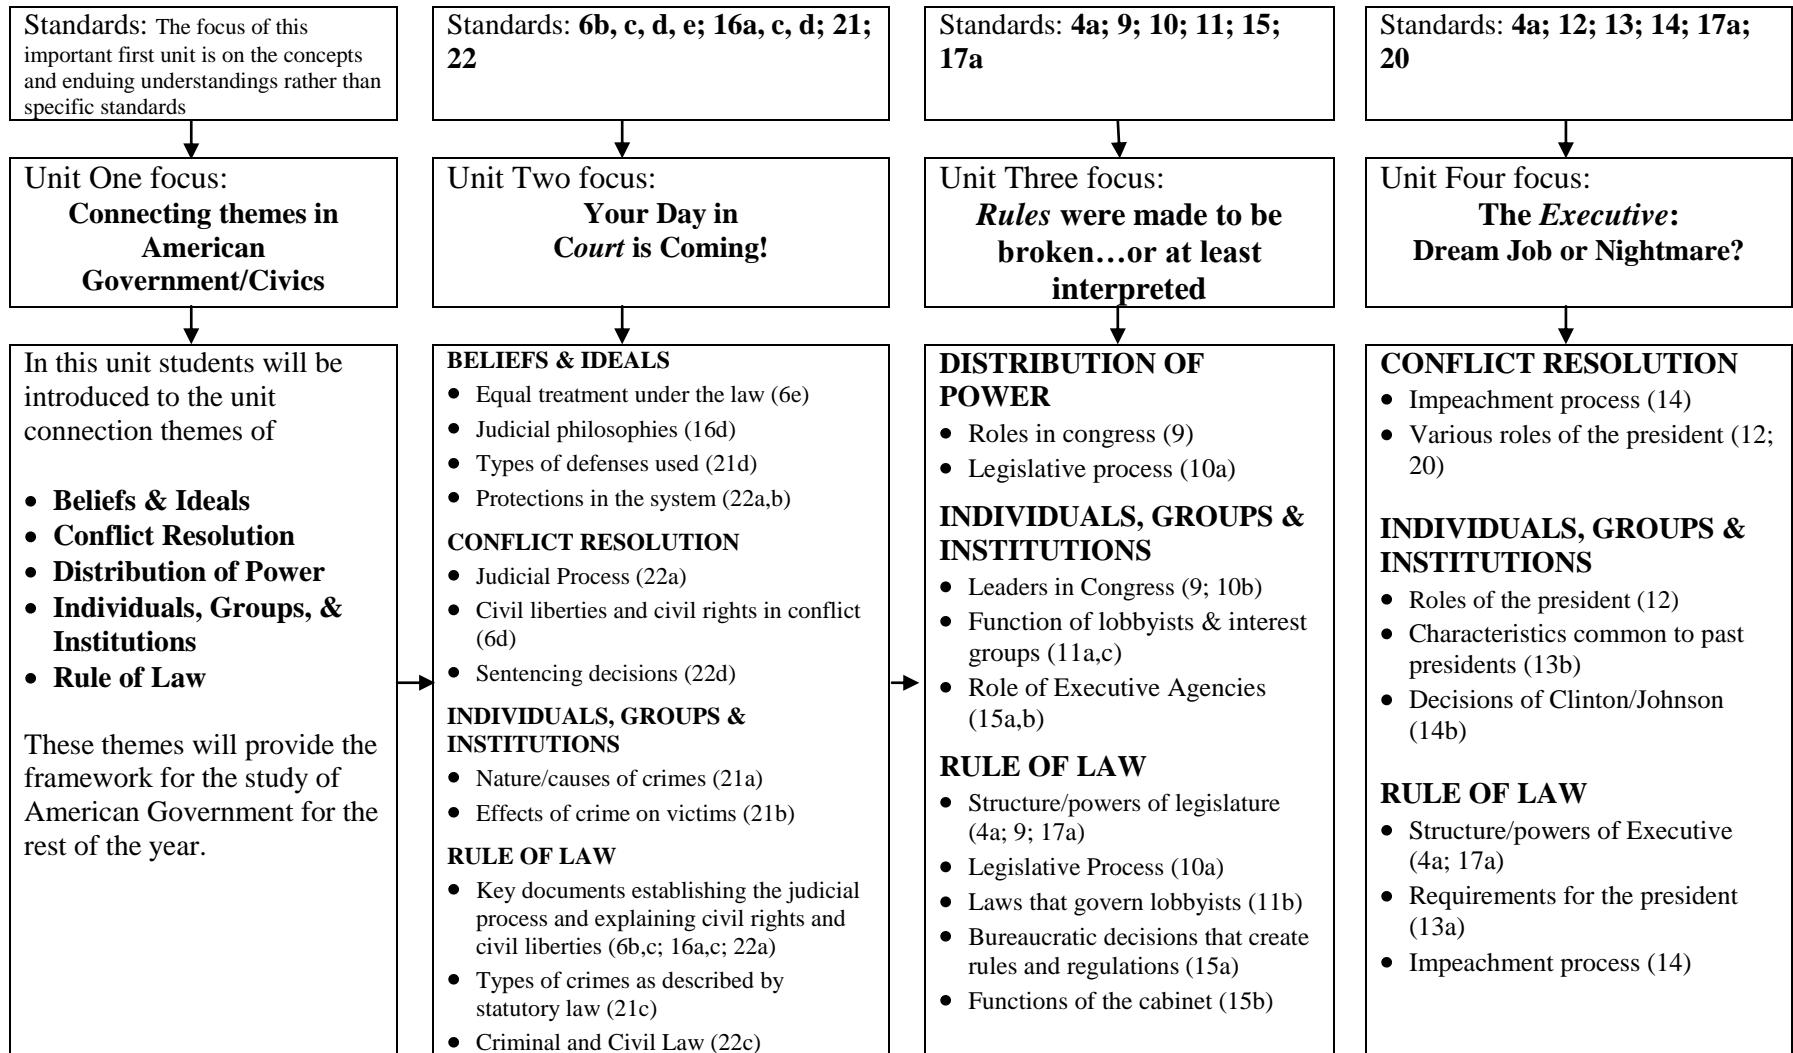 Standards: The focus of this
important first unit is on the concepts
and enduing understandings rather than
specific standards
Unit One focus:
Connecting themes in
American
Government/Civics
In this unit students will be
introduced to the unit
connection themes of
• Beliefs & Ideals
• Conflict Resolution
• Distribution of Power
• Individuals, Groups, &
Institutions
• Rule of Law
These themes will provide the
framework for the study of
American Government for the
rest of the year.
Standards: 6b, c, d, e; 16a, c, d; 21;
22
Unit Two focus:
Your Day in
Court is Coming!
BELIEFS & IDEALS
• Equal treatment under the law (6e)
• Judicial philosophies (16d)
• Types of defenses used (21d)
• Protections in the system (22a,b)
CONFLICT RESOLUTION
• Judicial Process (22a)
• Civil liberties and civil rights in conflict
(6d)
• Sentencing decisions (22d)
INDIVIDUALS, GROUPS &
INSTITUTIONS
• Nature/causes of crimes (21a)
• Effects of crime on victims (21b)
RULE OF LAW
• Key documents establishing the judicial
process and explaining civil rights and
civil liberties (6b,c; 16a,c; 22a)
• Types of crimes as described by
statutory law (21c)
• Criminal and Civil Law (22c)
Standards: 4a; 9; 10; 11; 15;
17a
Unit Three focus:
Rules were made to be
broken…or at least
interpreted
DISTRIBUTION OF
POWER
• Roles in congress (9)
• Legislative process (10a)
INDIVIDUALS, GROUPS &
INSTITUTIONS
• Leaders in Congress (9; 10b)
• Function of lobbyists & interest
groups (11a,c)
• Role of Executive Agencies
(15a,b)
RULE OF LAW
• Structure/powers of legislature
(4a; 9; 17a)
• Legislative Process (10a)
• Laws that govern lobbyists (11b)
• Bureaucratic decisions that create
rules and regulations (15a)
• Functions of the cabinet (15b)
Standards: 4a; 12; 13; 14; 17a;
20
Unit Four focus:
The Executive:
Dream Job or Nightmare?
CONFLICT RESOLUTION
• Impeachment process (14)
• Various roles of the president (12;
20)
INDIVIDUALS, GROUPS &
INSTITUTIONS
• Roles of the president (12)
• Characteristics common to past
presidents (13b)
• Decisions of Clinton/Johnson
(14b)
RULE OF LAW
• Structure/powers of Executive
(4a; 17a)
• Requirements for the president
(13a)
• Impeachment process (14)